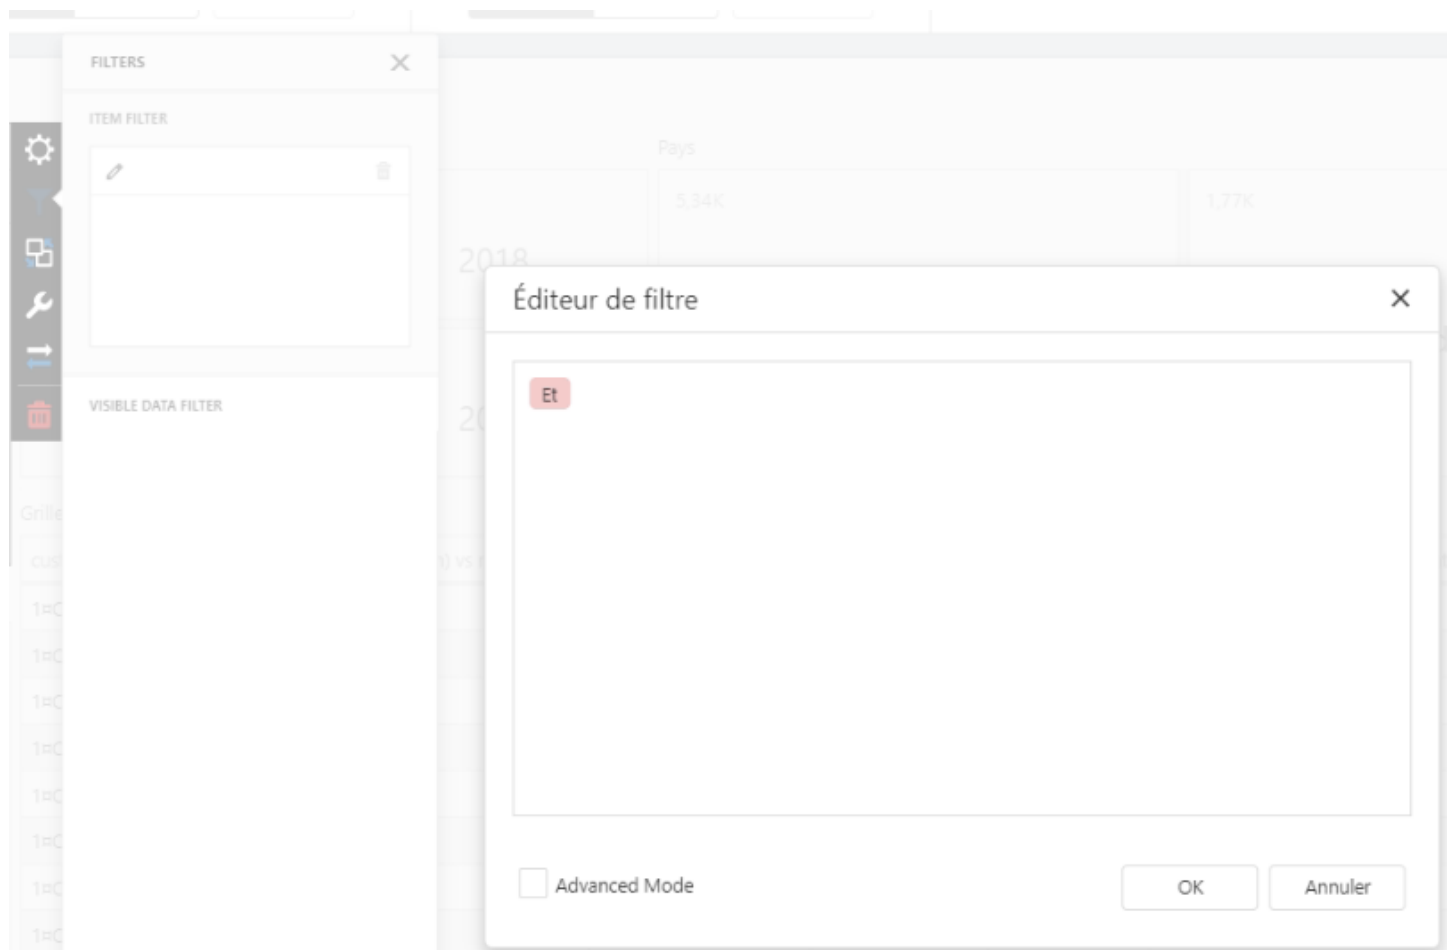 FILTERS
ITEM FILTER
Pays
5,34K
1,77K
2018
Éditeur de filtre
Et
VISIBLE DATA FILTER
Grille
Advanced Mode
OK
Annuler